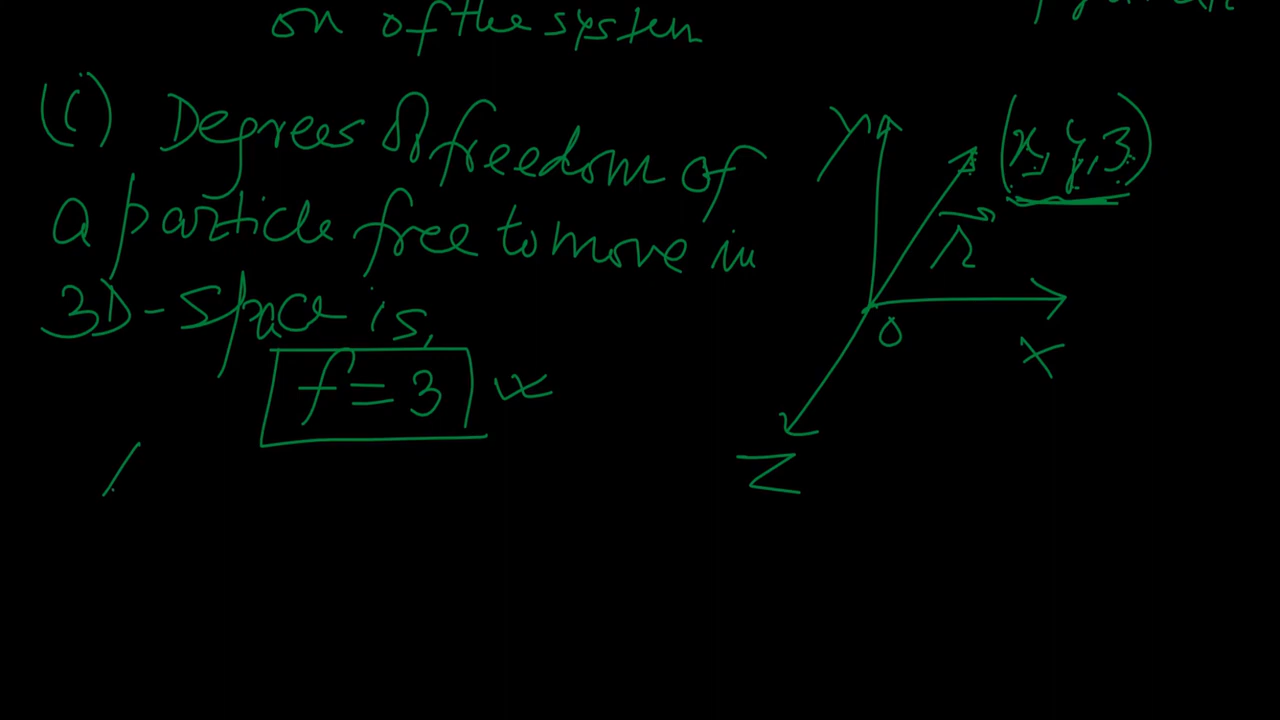 on of the system
(i) Degrees of freedom of
a particle free to move in
3D-space is,
f=3
Y
(x,y,z)
r
O
X
Z